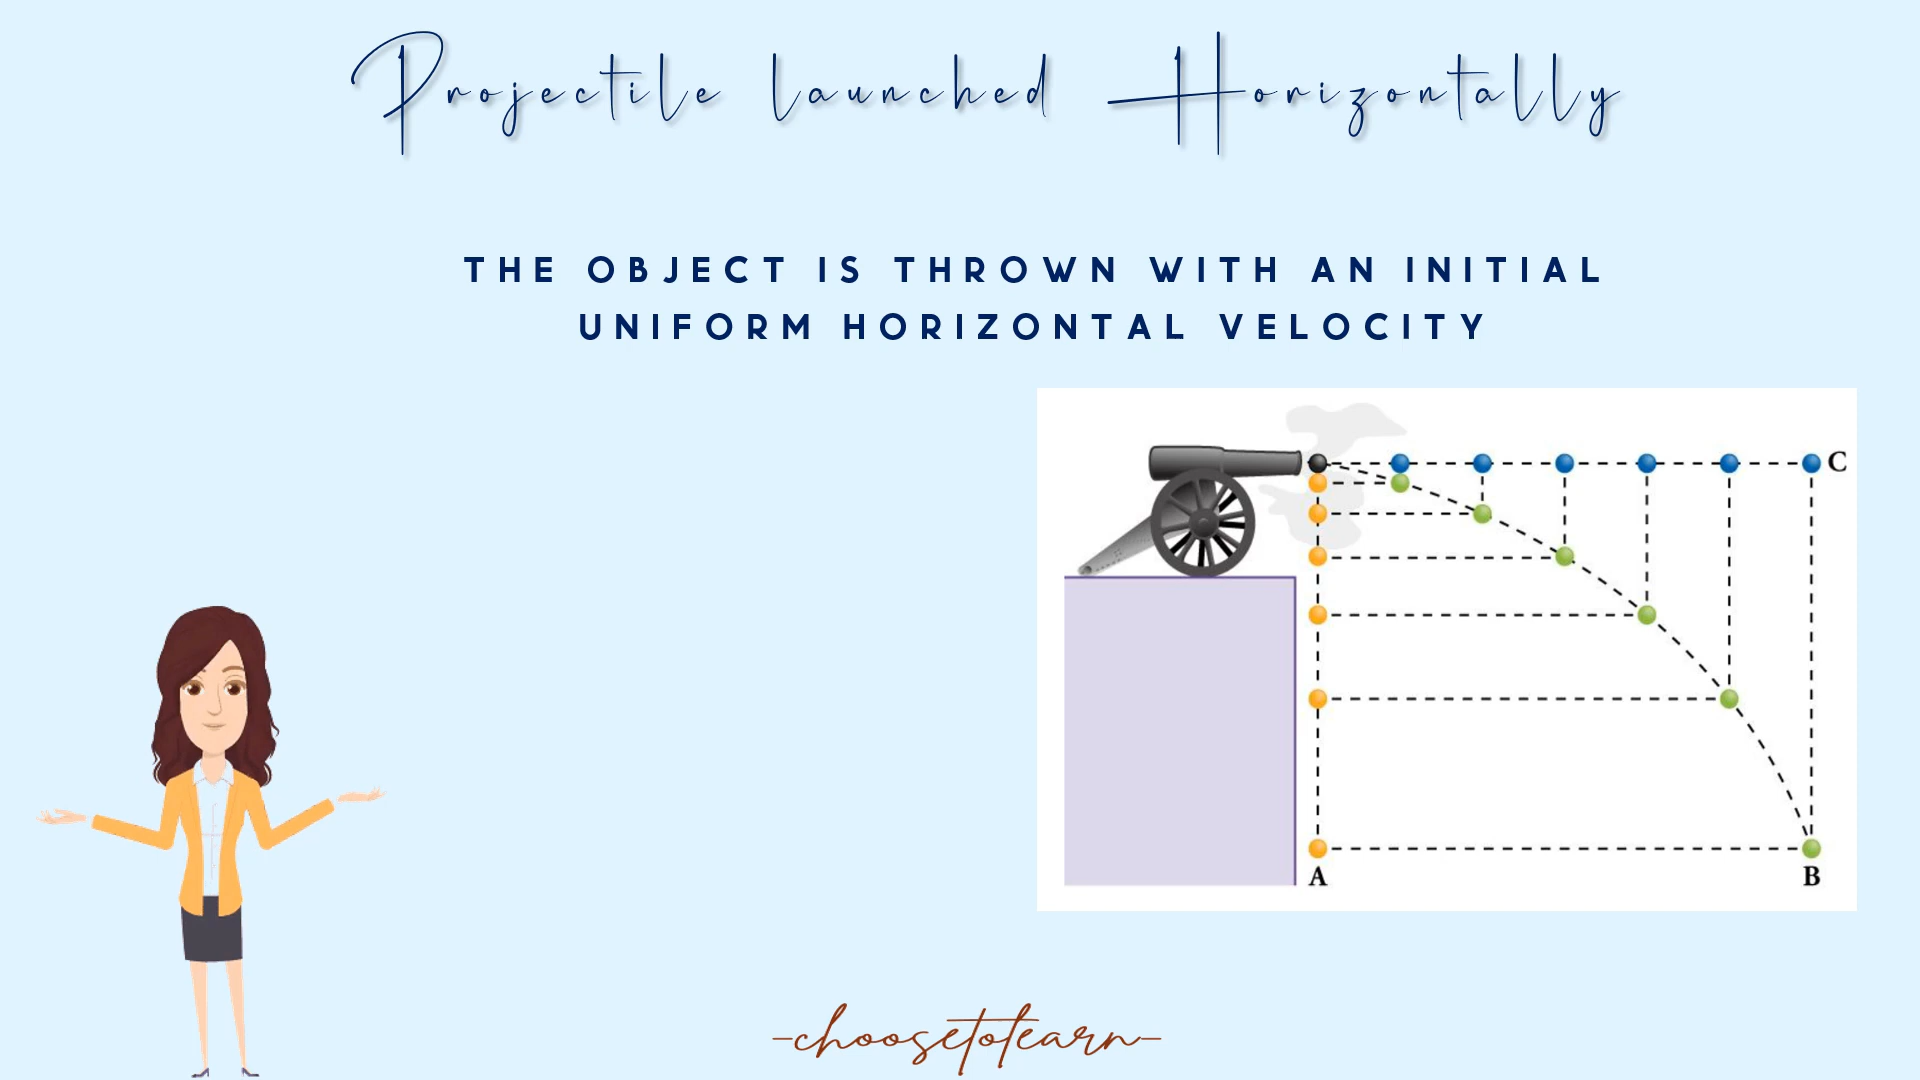 Projectile launched Horizontally
THE OBJECT IS THROWN WITH AN INITIAL
UNIFORM HORIZONTAL VELOCITY
C
A B
-choosetolearn-